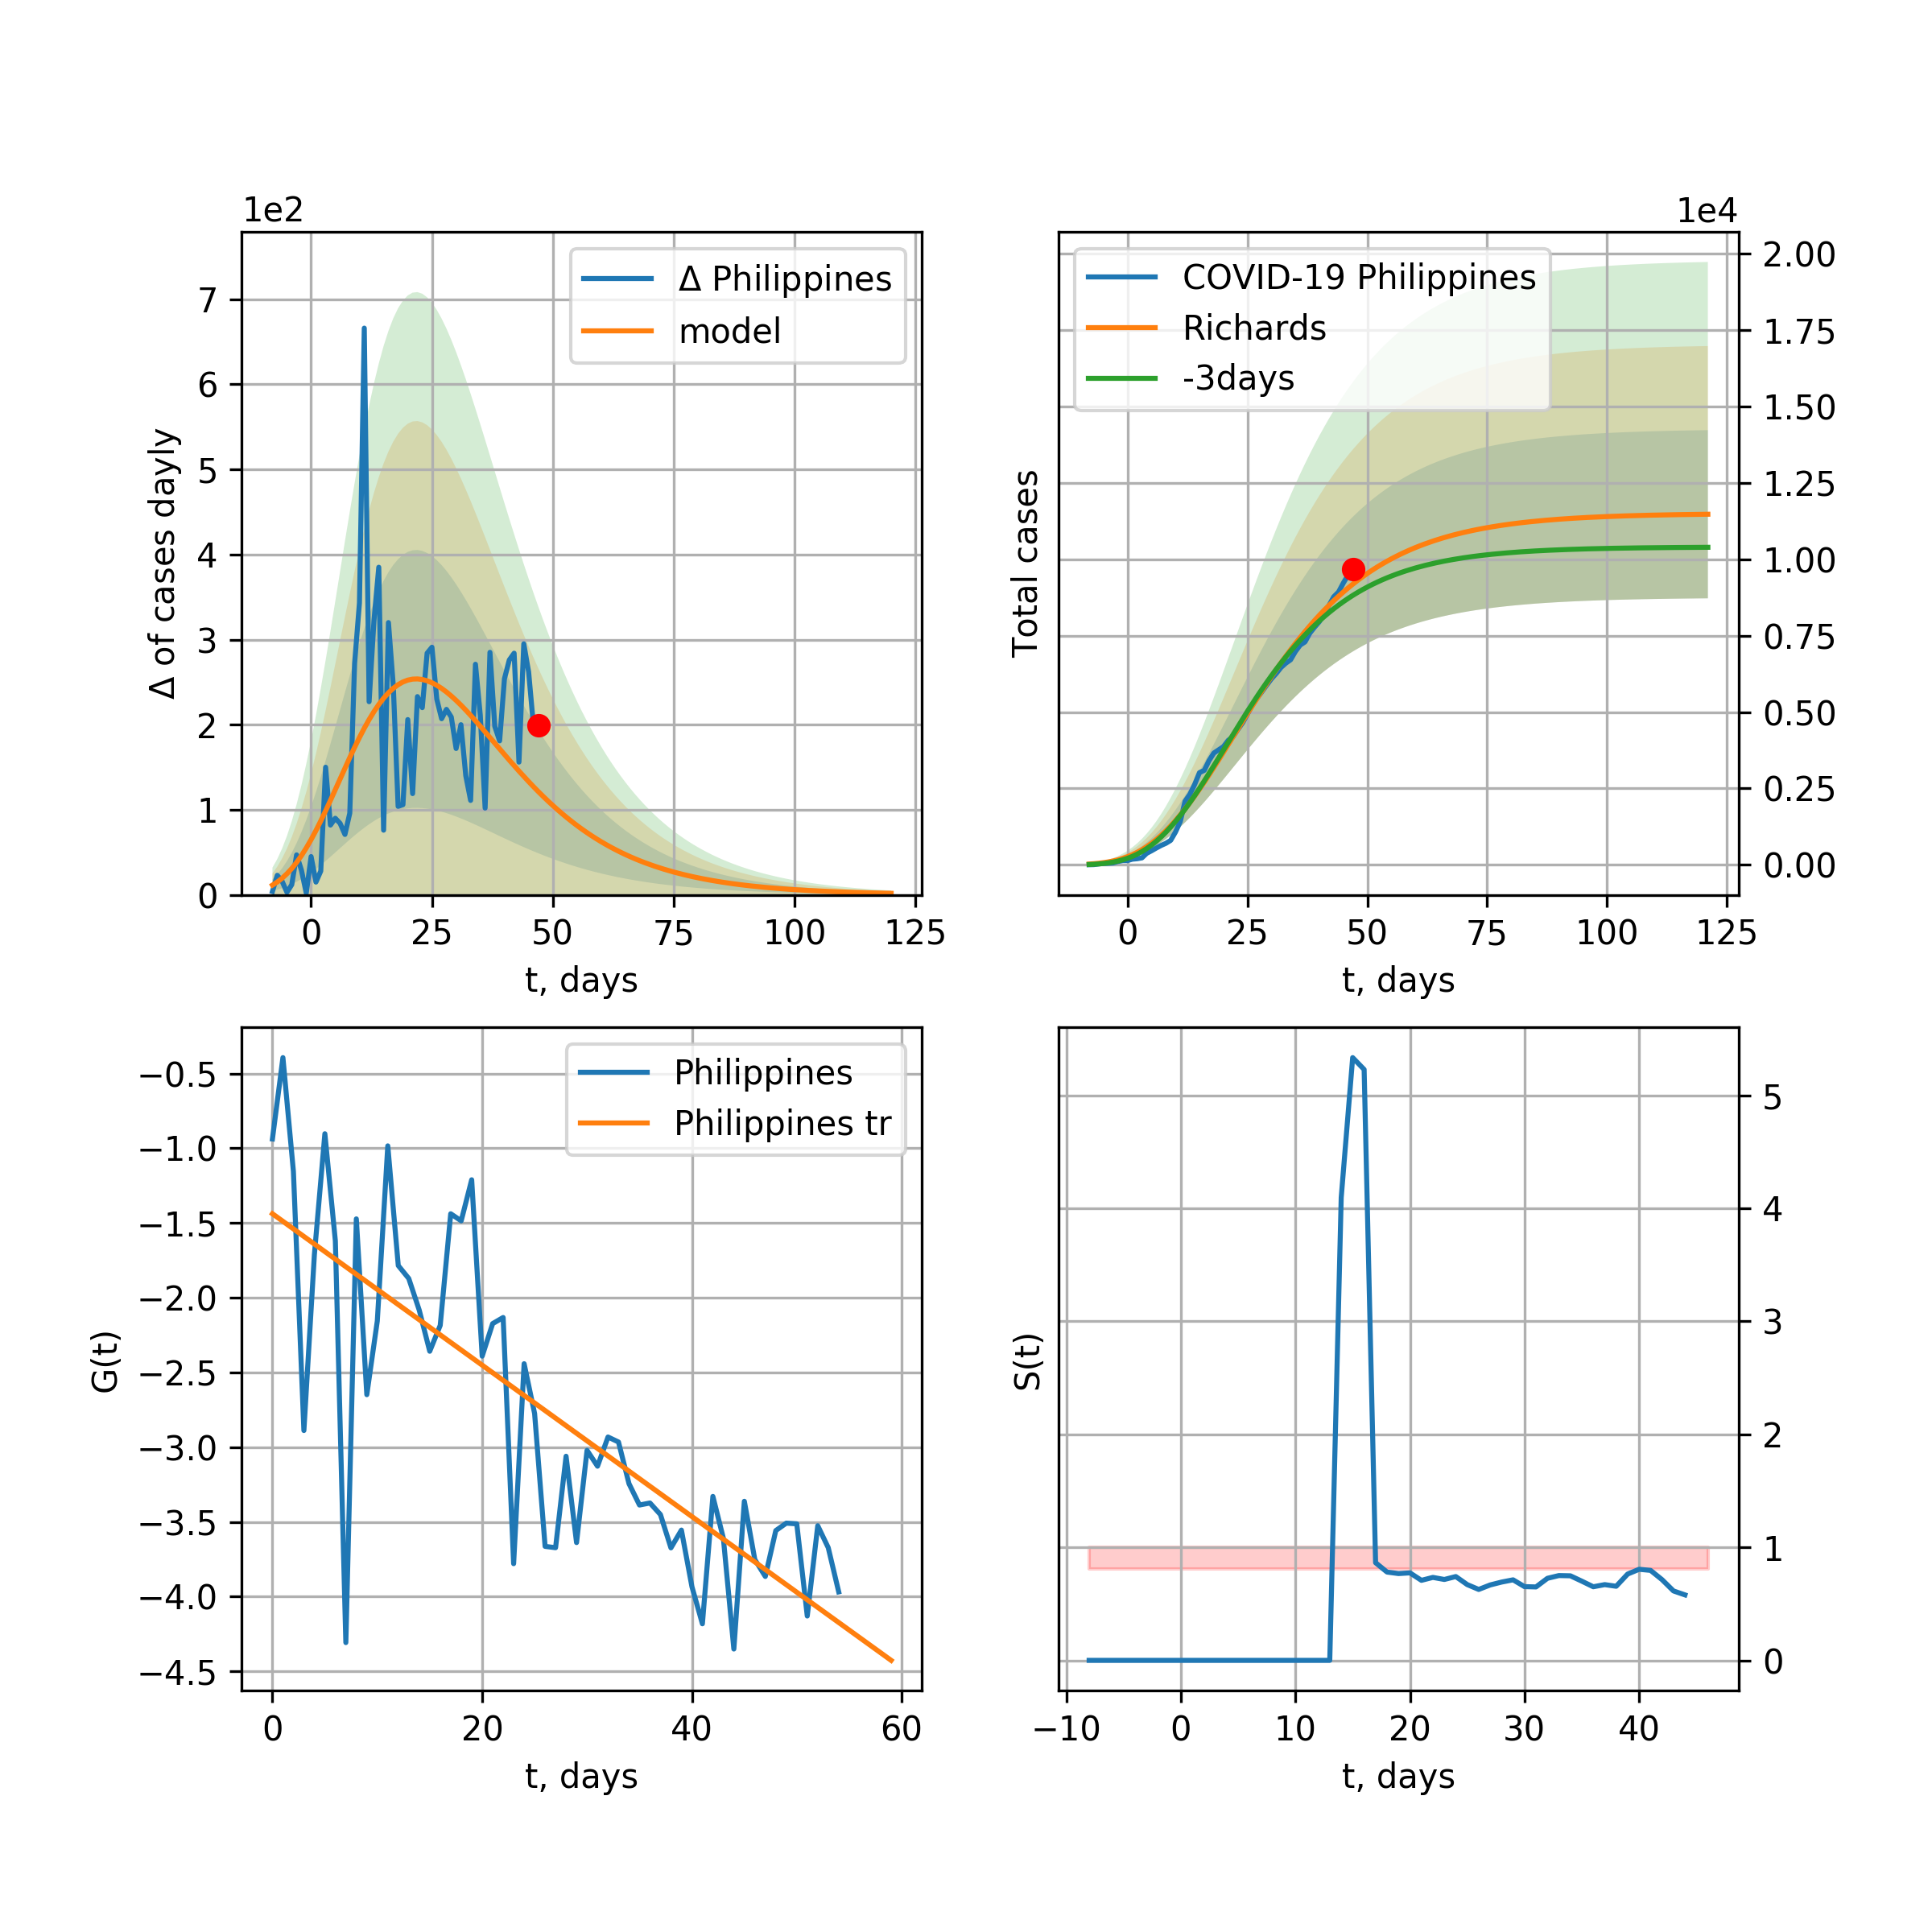 1e2
Δ of cases dayly
7
6
5
4
3
2
1
0
Δ Philippines
model
0 25 50 75 100 125
t, days
1e4
Total cases
COVID-19 Philippines
Richards
-3days
2.00
1.75
1.50
1.25
1.00
0.75
0.50
0.25
0.00
0 25 50 75 100 125
t, days
G(t)
−0.5
−1.0
−1.5
−2.0
−2.5
−3.0
−3.5
−4.0
−4.5
Philippines
Philippines tr
0 20 40 60
t, days
S(t)
5
4
3
2
1
0
−10 0 10 20 30 40
t, days